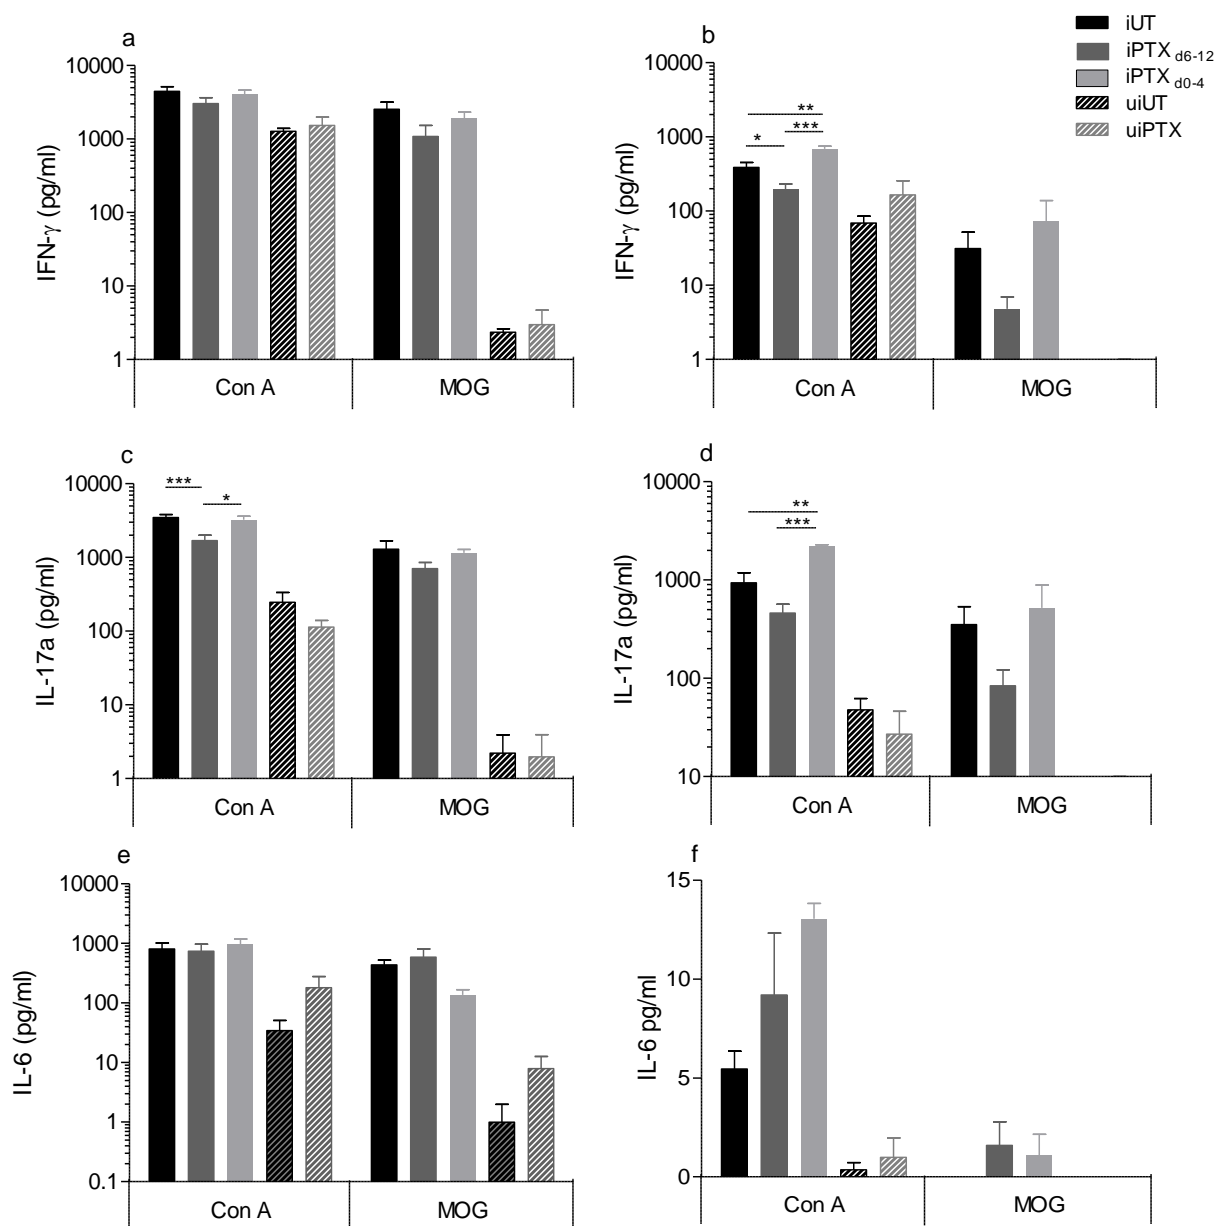 iUT
iPTX d6-12
iPTX d0-4
uiUT
uiPTX
a
10000
1000
100
10
1
IFN-γ (pg/ml)
Con A
MOG
b
10000
1000
100
10
1
IFN-γ (pg/ml)
**
* ***
Con A
MOG
c
10000
1000
100
10
1
IL-17a (pg/ml)
***
*
Con A
MOG
d
10000
1000
100
10
IL-17a (pg/ml)
**
***
Con A
MOG
e
10000
1000
100
10
1
0.1
IL-6 (pg/ml)
Con A
MOG
f
15
10
5
0
IL-6 pg/ml
Con A
MOG